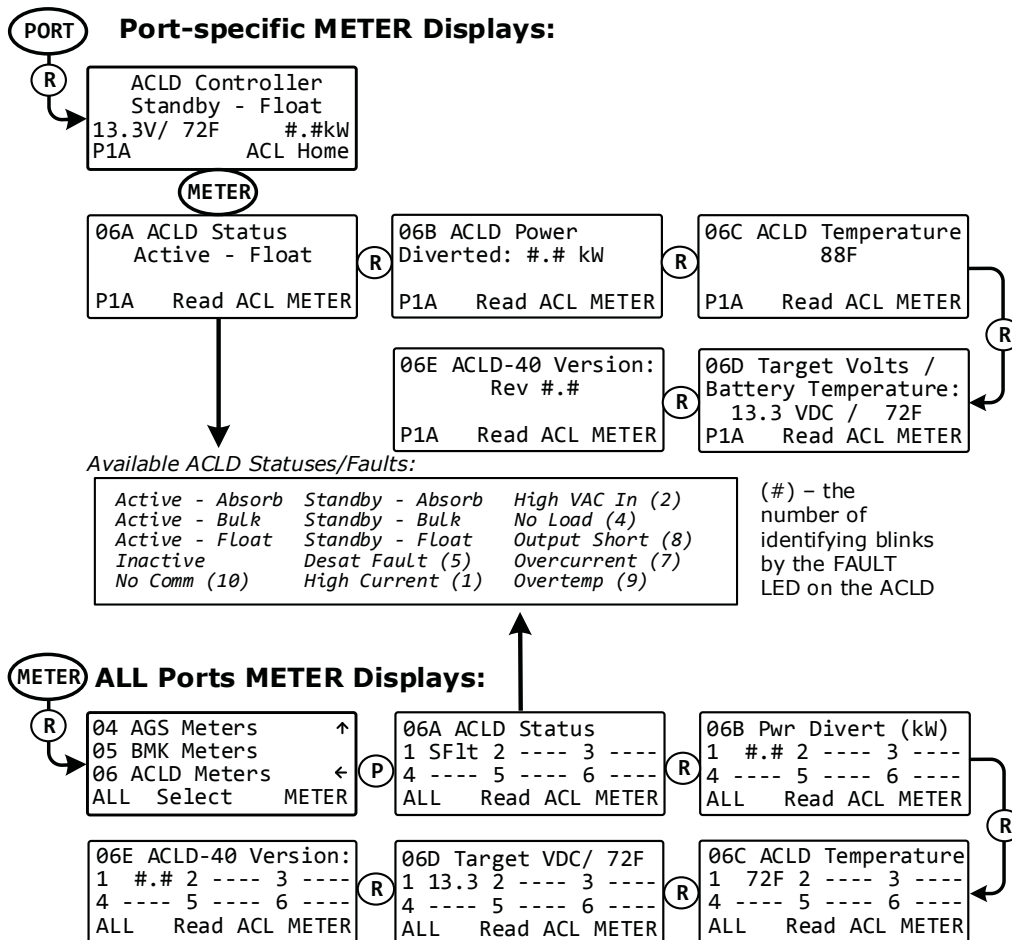 PORT
Port-specific METER Displays:
R
ACLD Controller
Standby - Float
13.3V/ 72F #.#kW
P1A ACL Home
METER
06A ACLD Status
Active - Float
P1A Read ACL METER
R
06B ACLD Power
Diverted: #.# kW
P1A Read ACL METER
R
06C ACLD Temperature
88F
P1A Read ACL METER
R
06D Target Volts /
Battery Temperature:
13.3 VDC / 72F
P1A Read ACL METER
R
06E ACLD-40 Version:
Rev #.#
P1A Read ACL METER
Available ACLD Statuses/Faults:
Active - Absorb Standby - Absorb High VAC In (2)
Active - Bulk Standby - Bulk No Load (4)
Active - Float Standby - Float Output Short (8)
Inactive Desat Fault (5) Overcurrent (7)
No Comm (10) High Current (1) Overtemp (9)
(#) – the
number of
identifying blinks
by the FAULT
LED on the ACLD
METER
ALL Ports METER Displays:
R
04 AGS Meters ↑
05 BMK Meters
06 ACLD Meters ←
ALL Select METER
P
06A ACLD Status
1 SFlt 2 ---- 3 ----
4 ---- 5 ---- 6 ----
ALL Read ACL METER
R
06B Pwr Divert (kW)
1 #.# 2 ---- 3 ----
4 ---- 5 ---- 6 ----
ALL Read ACL METER
R
06C ACLD Temperature
1 72F 2 ---- 3 ----
4 ---- 5 ---- 6 ----
ALL Read ACL METER
R
06D Target VDC/ 72F
1 13.3 2 ---- 3 ----
4 ---- 5 ---- 6 ----
ALL Read ACL METER
R
06E ACLD-40 Version:
1 #.# 2 ---- 3 ----
4 ---- 5 ---- 6 ----
ALL Read ACL METER